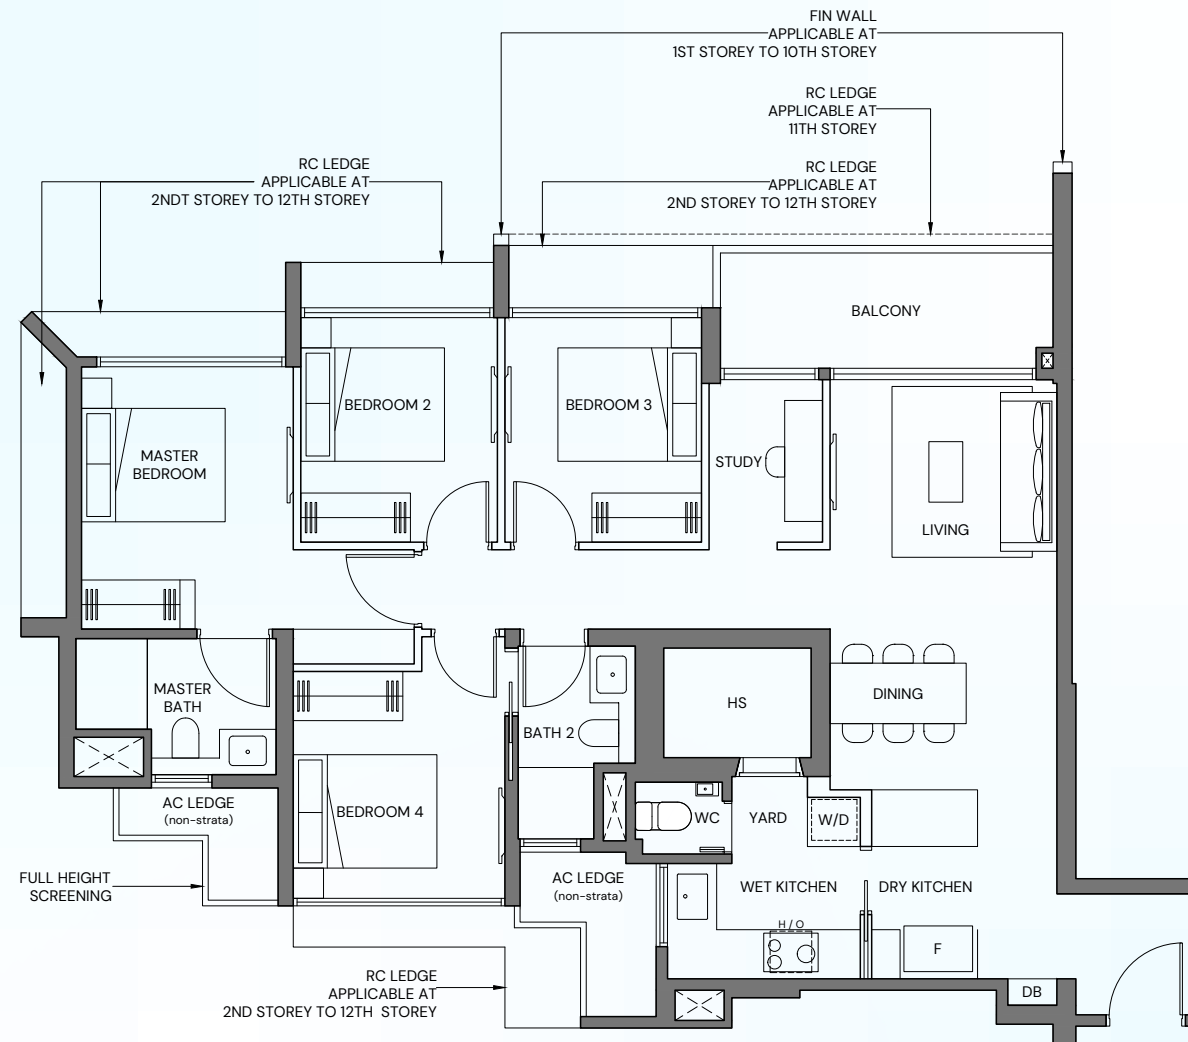 FIN WALL
APPLICABLE AT
1ST STOREY TO 10TH STOREY
RC LEDGE
APPLICABLE AT
11TH STOREY
RC LEDGE
APPLICABLE AT
2NDT STOREY TO 12TH STOREY
RC LEDGE
APPLICABLE AT
2ND STOREY TO 12TH STOREY
BALCONY
BEDROOM 2
BEDROOM 3
MASTER
BEDROOM
STUDY
LIVING
MASTER
BATH
DINING
HS
BATH 2
AC LEDGE
(non-strata)
BEDROOM 4
WC
YARD
W/D
FULL HEIGHT
SCREENING
AC LEDGE
(non-strata)
WET KITCHEN
DRY KITCHEN
H / O
F
RC LEDGE
APPLICABLE AT
2ND STOREY TO 12TH STOREY
DB